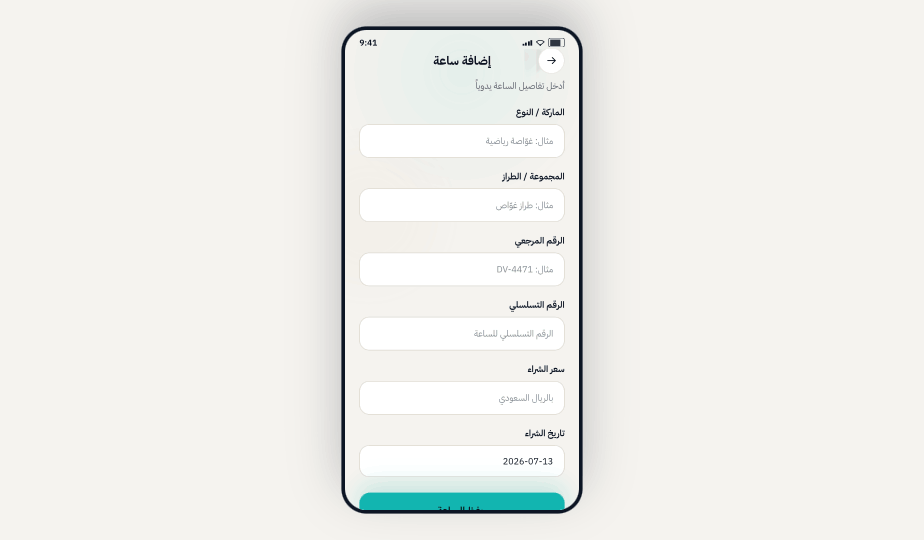 9:41
إضافة ساعة
أدخل تفاصيل الساعة يدوياً
الماركة / النوع
مثال: غوّاصة رياضية
المجموعة / الطراز
مثال: طراز غوّاص
الرقم المرجعي
مثال: DV-4471
الرقم التسلسلي
الرقم التسلسلي للساعة
سعر الشراء
بالريال السعودي
تاريخ الشراء
2026-07-13